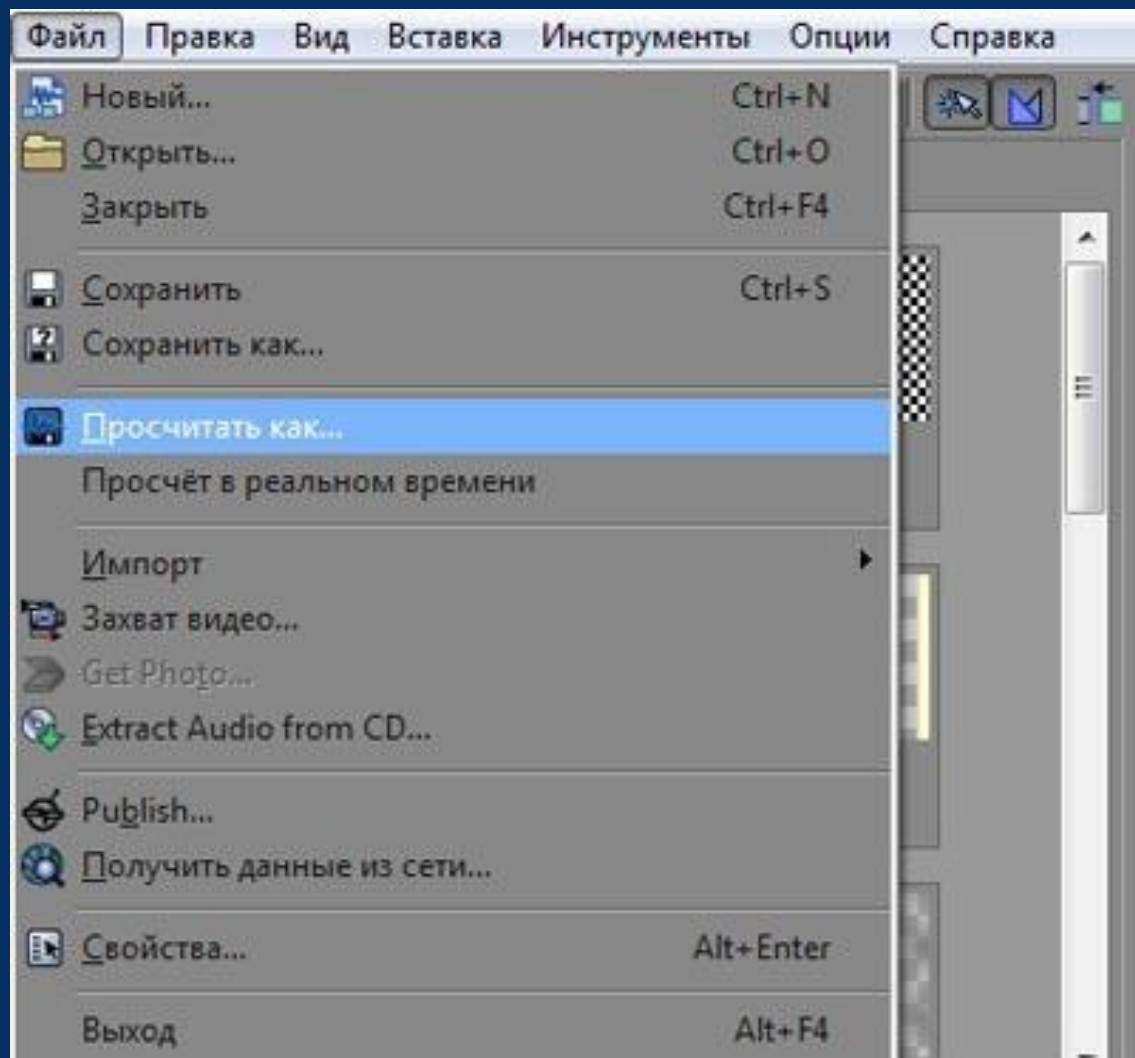 Файл Правка Вид Вставка Инструменты Опции Справка
Новый... Ctrl+N
Открыть... Ctrl+O
Закрыть Ctrl+F4
Сохранить Ctrl+S
Сохранить как...
Просчитать как...
Просчёт в реальном времени
Импорт
Захват видео...
Get Photo...
Extract Audio from CD...
Publish...
Получить данные из сети...
Свойства... Alt+Enter
Выход Alt+F4